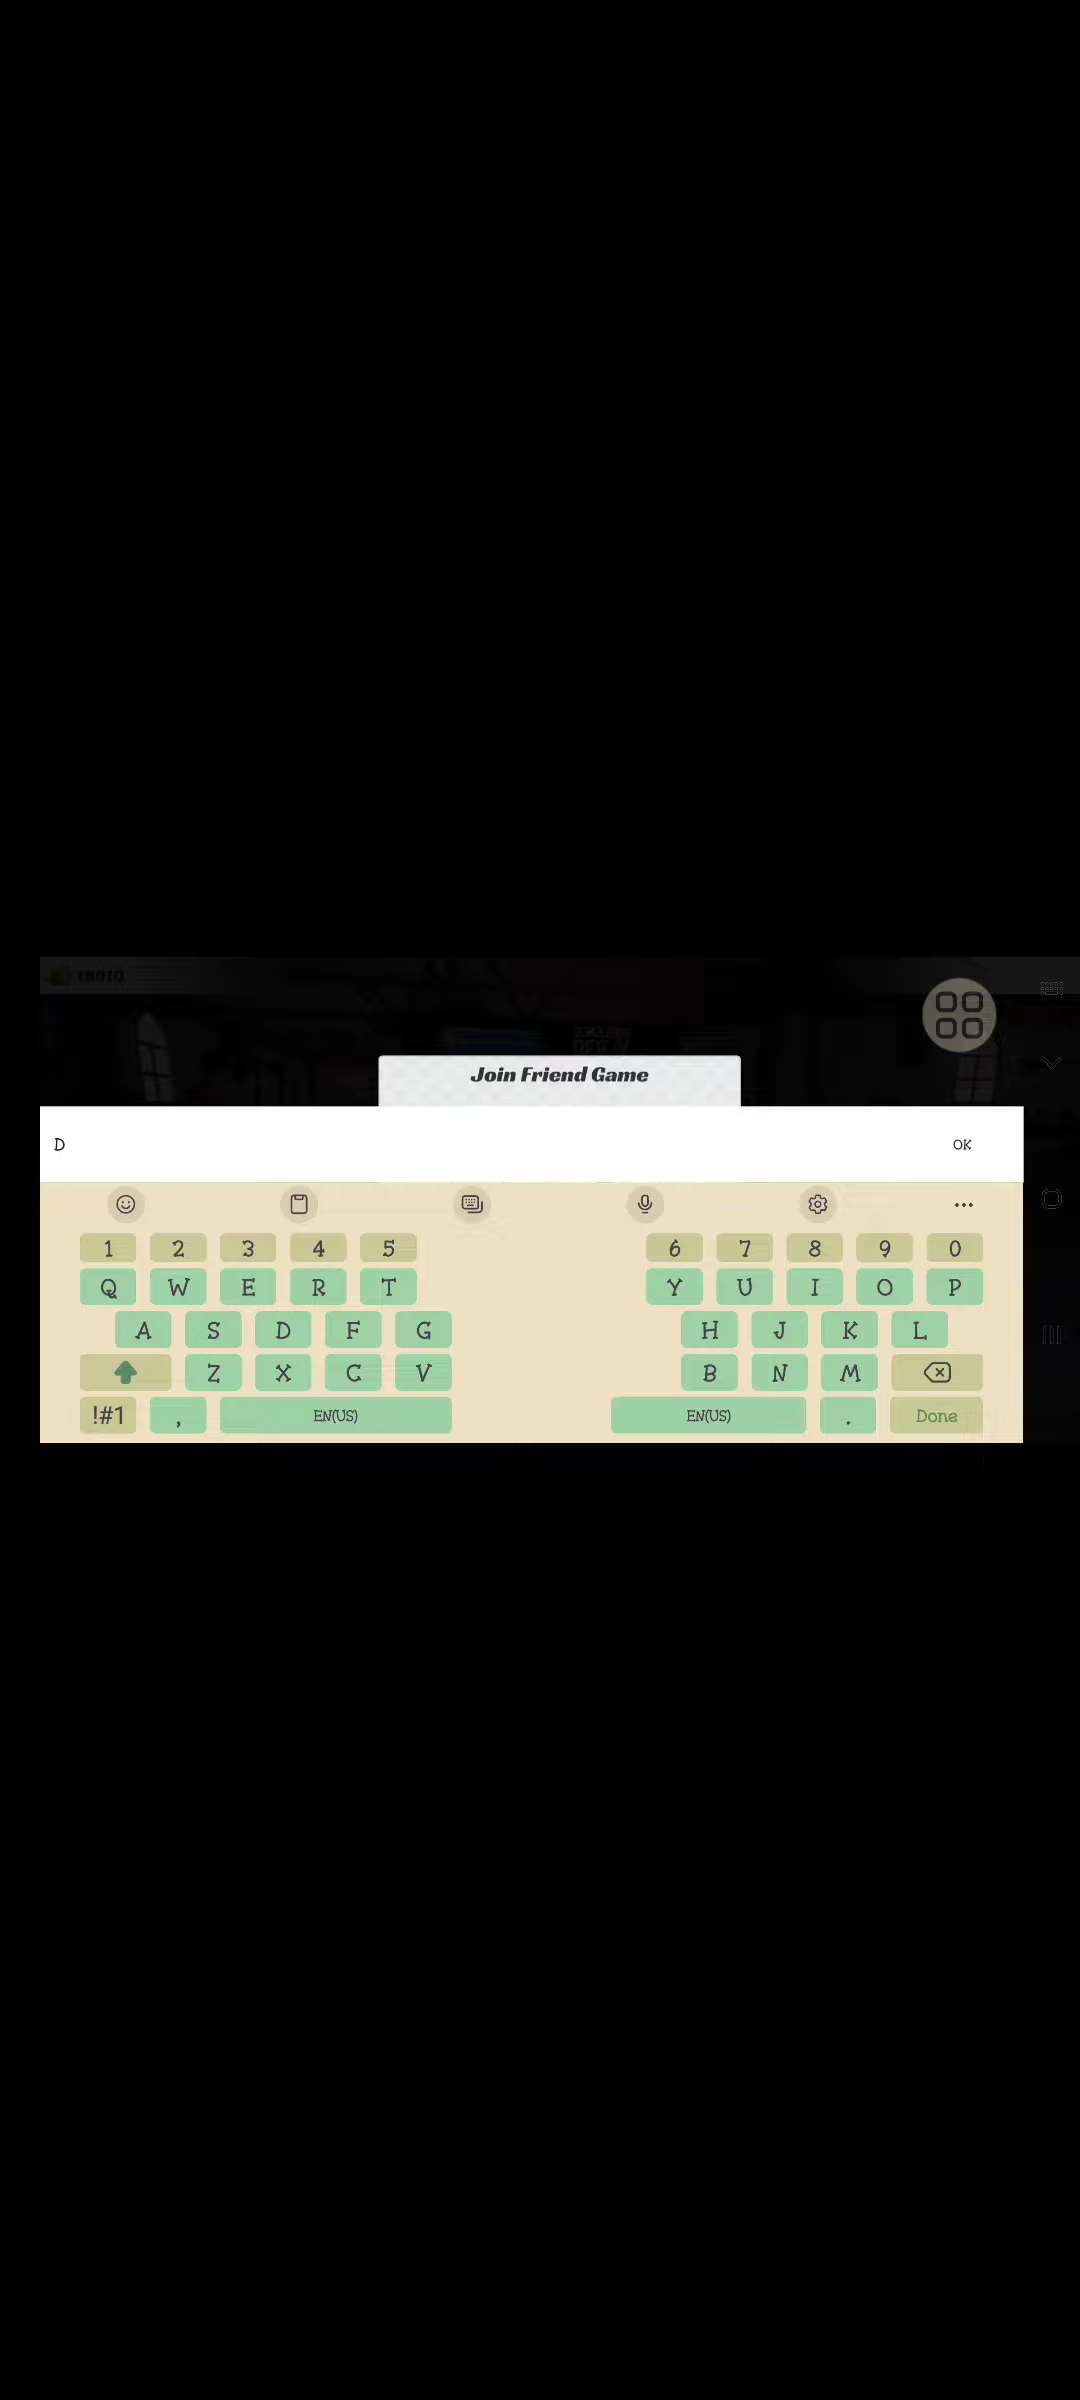 Join Friend Game
D
OK
1 2 3 4 5 6 7 8 9 0
Q W E R T Y U I O P
A S D F G H J K L
Z X C V B N M
!#1 , EN(US) EN(US) . Done